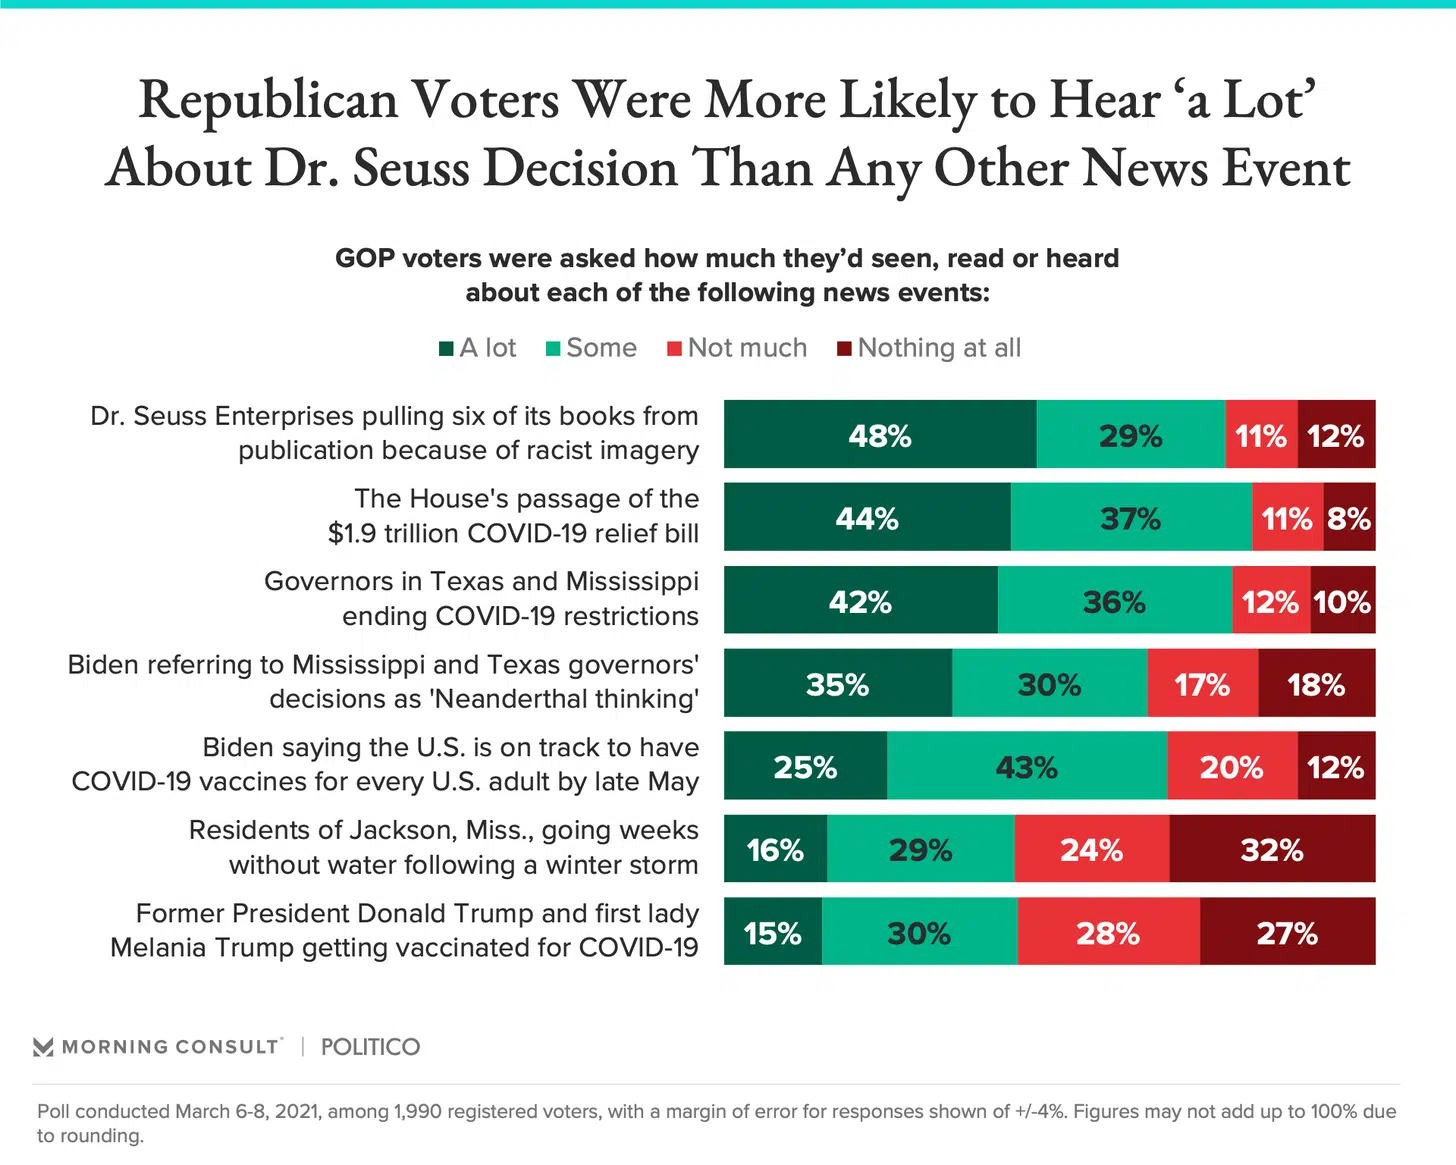 Republican Voters Were More Likely to Hear ‘a Lot’
About Dr. Seuss Decision Than Any Other News Event
GOP voters were asked how much they’d seen, read or heard
about each of the following news events:
A lot Some Not much Nothing at all
Dr. Seuss Enterprises pulling six of its books from
publication because of racist imagery
48% 29% 11% 12%
The House's passage of the
$1.9 trillion COVID-19 relief bill
44% 37% 11% 8%
Governors in Texas and Mississippi
ending COVID-19 restrictions
42% 36% 12% 10%
Biden referring to Mississippi and Texas governors'
decisions as 'Neanderthal thinking'
35% 30% 17% 18%
Biden saying the U.S. is on track to have
COVID-19 vaccines for every U.S. adult by late May
25% 43% 20% 12%
Residents of Jackson, Miss., going weeks
without water following a winter storm
16% 29% 24% 32%
Former President Donald Trump and first lady
Melania Trump getting vaccinated for COVID-19
15% 30% 28% 27%
MORNING CONSULT | POLITICO
Poll conducted March 6-8, 2021, among 1,990 registered voters, with a margin of error for responses shown of +/-4%. Figures may not add up to 100% due
to rounding.